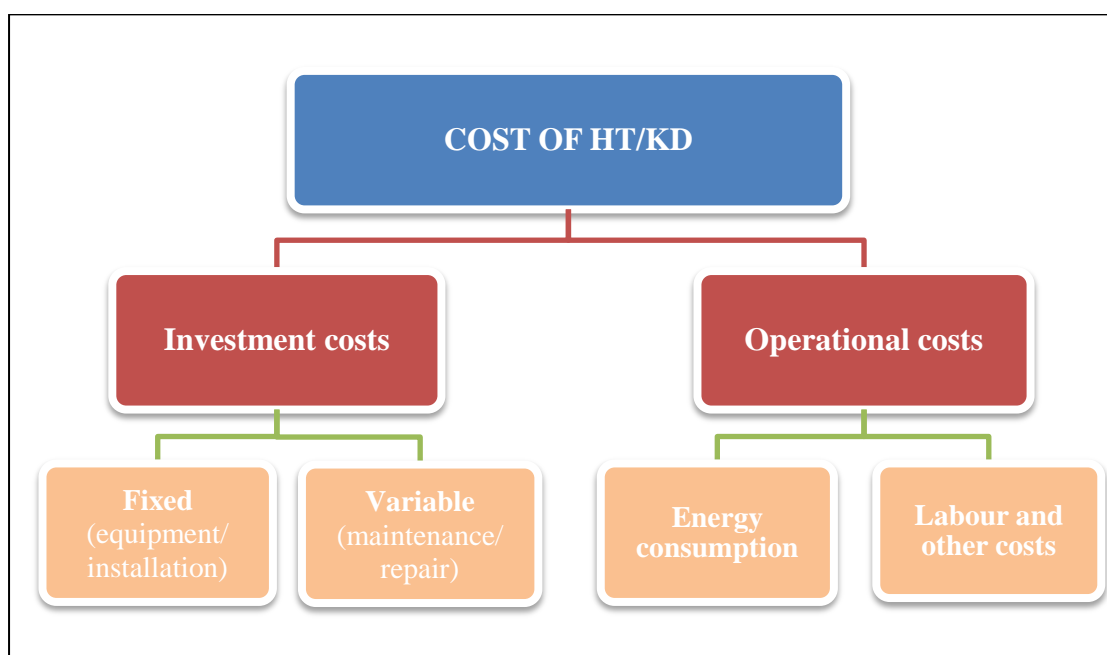 COST OF HT/KD
Investment costs
Operational costs
Fixed
(equipment/
installation)
Variable
(maintenance/
repair)
Energy
consumption
Labour and
other costs